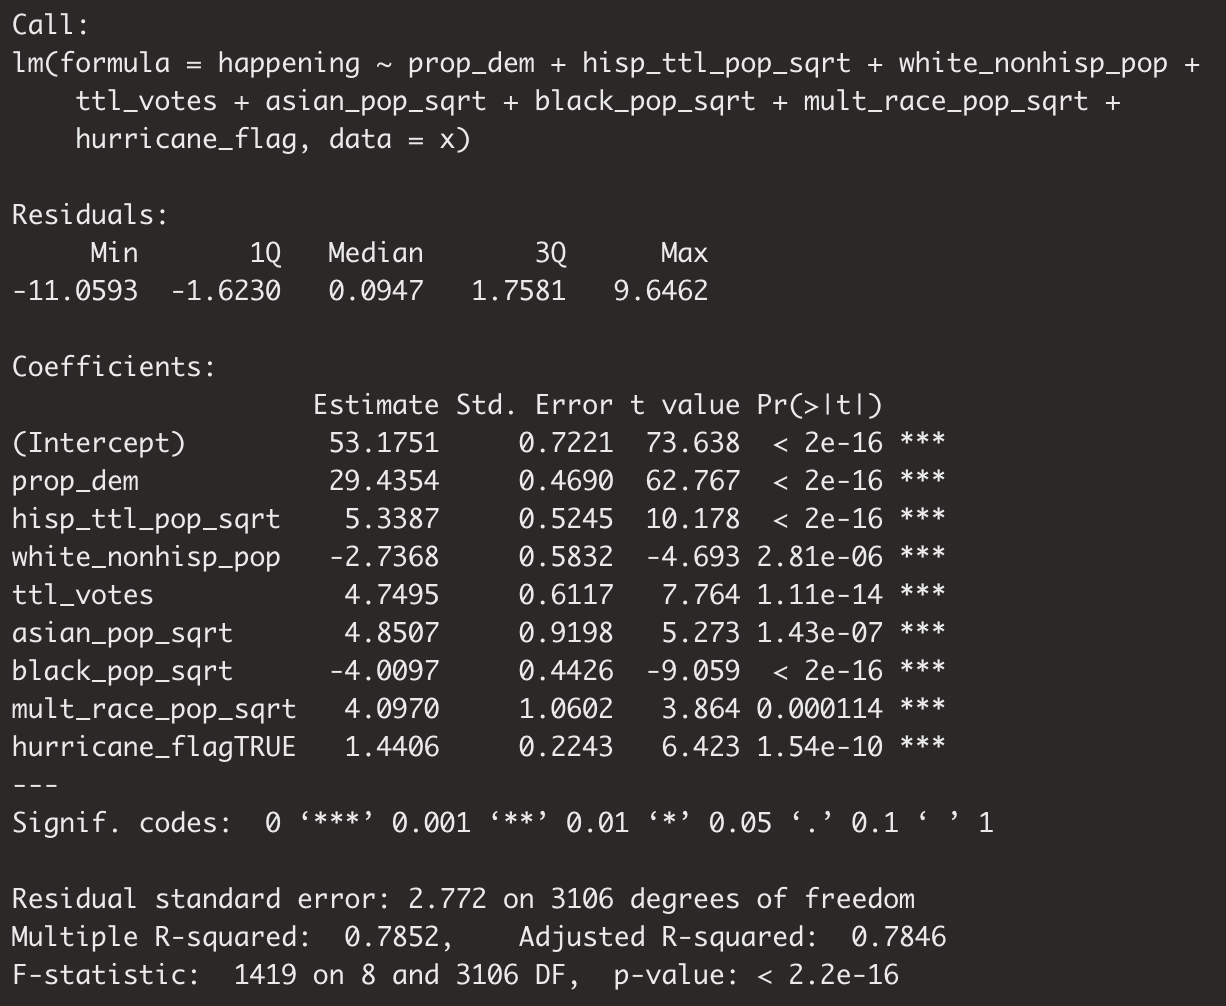 Call:
lm(formula = happening ~ prop_dem + hisp_ttl_pop_sqrt + white_nonhisp_pop +
    ttl_votes + asian_pop_sqrt + black_pop_sqrt + mult_race_pop_sqrt +
    hurricane_flag, data = x)

Residuals:
     Min       1Q   Median       3Q      Max
-11.0593  -1.6230   0.0947   1.7581   9.6462

Coefficients:
                   Estimate Std. Error t value Pr(>|t|)
(Intercept)         53.1751     0.7221  73.638  < 2e-16 ***
prop_dem            29.4354     0.4690  62.767  < 2e-16 ***
hisp_ttl_pop_sqrt    5.3387     0.5245  10.178  < 2e-16 ***
white_nonhisp_pop   -2.7368     0.5832  -4.693 2.81e-06 ***
ttl_votes            4.7495     0.6117   7.764 1.11e-14 ***
asian_pop_sqrt       4.8507     0.9198   5.273 1.43e-07 ***
black_pop_sqrt      -4.0097     0.4426  -9.059  < 2e-16 ***
mult_race_pop_sqrt   4.0970     1.0602   3.864 0.000114 ***
hurricane_flagTRUE   1.4406     0.2243   6.423 1.54e-10 ***
---
Signif. codes:  0 ‘***’ 0.001 ‘**’ 0.01 ‘*’ 0.05 ‘.’ 0.1 ‘ ’ 1

Residual standard error: 2.772 on 3106 degrees of freedom
Multiple R-squared:  0.7852,    Adjusted R-squared:  0.7846
F-statistic:  1419 on 8 and 3106 DF,  p-value: < 2.2e-16